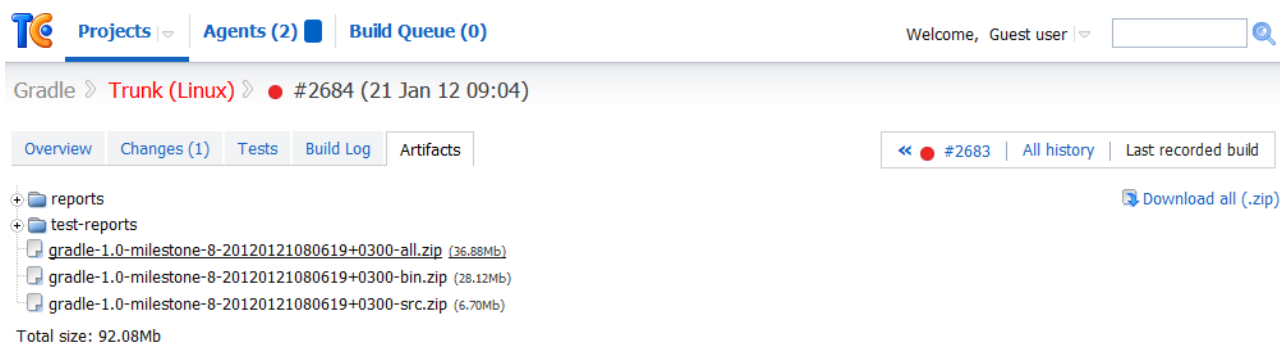 TC Projects Agents (2) Build Queue (0) Welcome, Guest user
Gradle Trunk (Linux) #2684 (21 Jan 12 09:04)
Overview Changes (1) Tests Build Log Artifacts « #2683 | All history | Last recorded build
reports Download all (.zip)
test-reports
gradle-1.0-milestone-8-20120121080619+0300-all.zip (36.88Mb)
gradle-1.0-milestone-8-20120121080619+0300-bin.zip (28.12Mb)
gradle-1.0-milestone-8-20120121080619+0300-src.zip (6.70Mb)
Total size: 92.08Mb